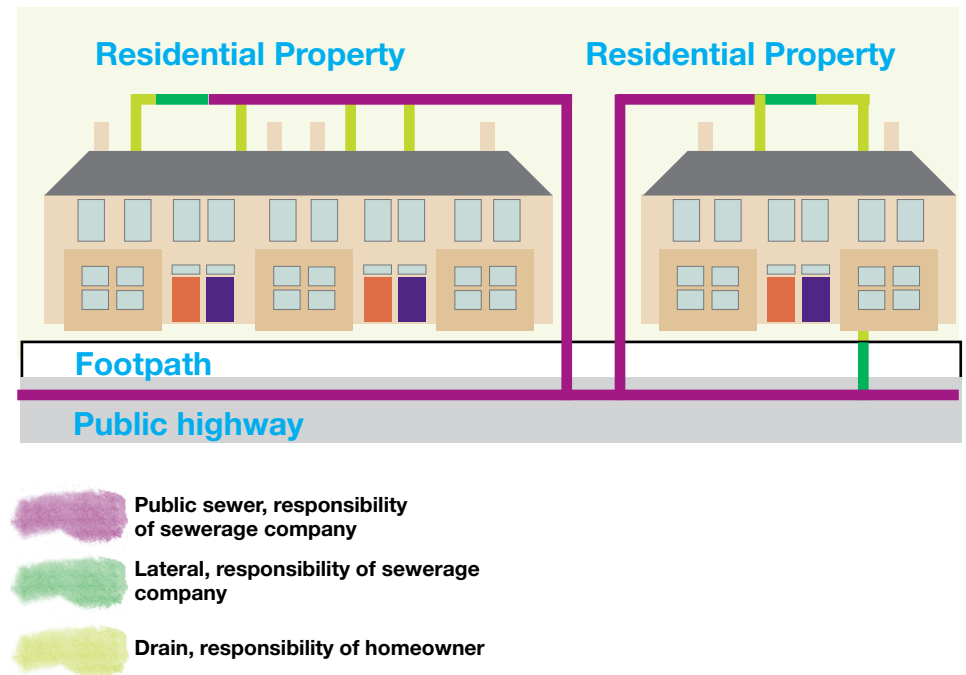 Residential Property
Residential Property
Footpath
Public highway
Public sewer, responsibility
of sewerage company
Lateral, responsibility of sewerage
company
Drain, responsibility of homeowner